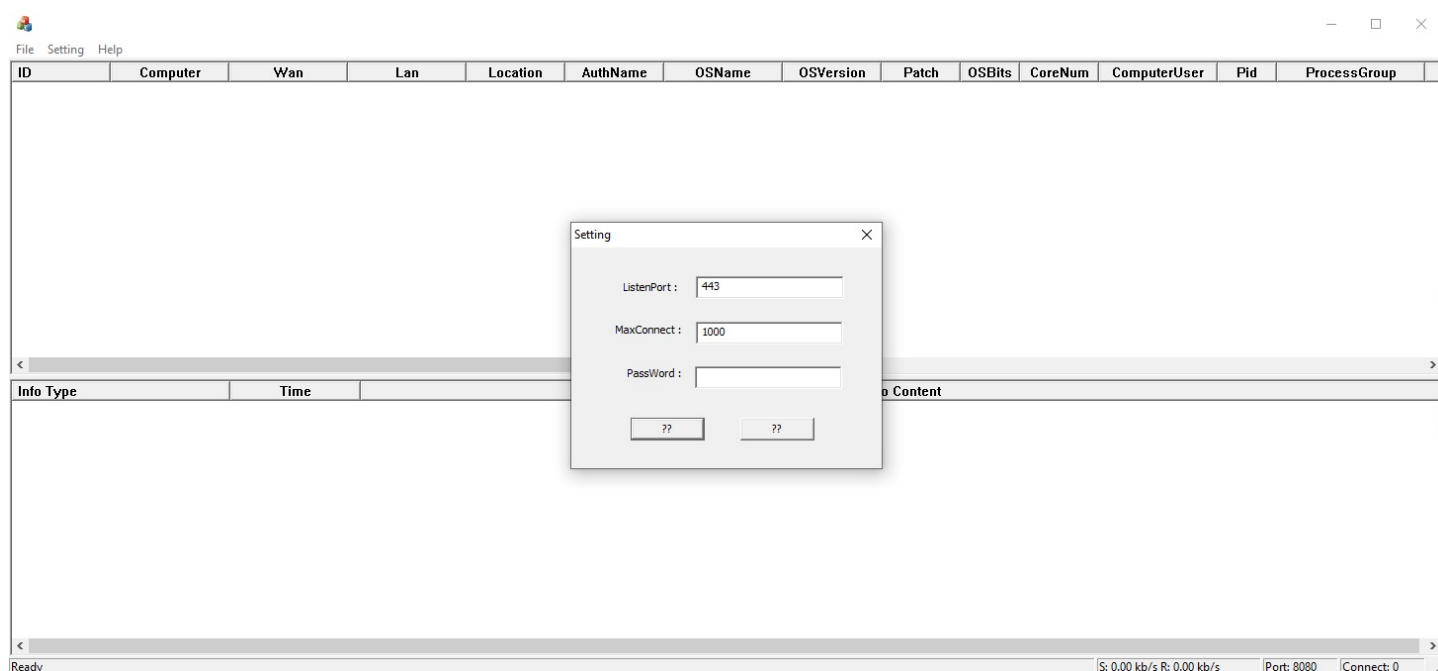 File Setting Help
ID Computer Wan Lan Location AuthName OSName OSVersion Patch OSBits CoreNum ComputerUser Pid ProcessGroup
Setting
ListenPort : 443
MaxConnect : 1000
PassWord :
?? ??
Info Type Time o Content
Ready S: 0.00 kb/s R: 0.00 kb/s Port: 8080 Connect: 0